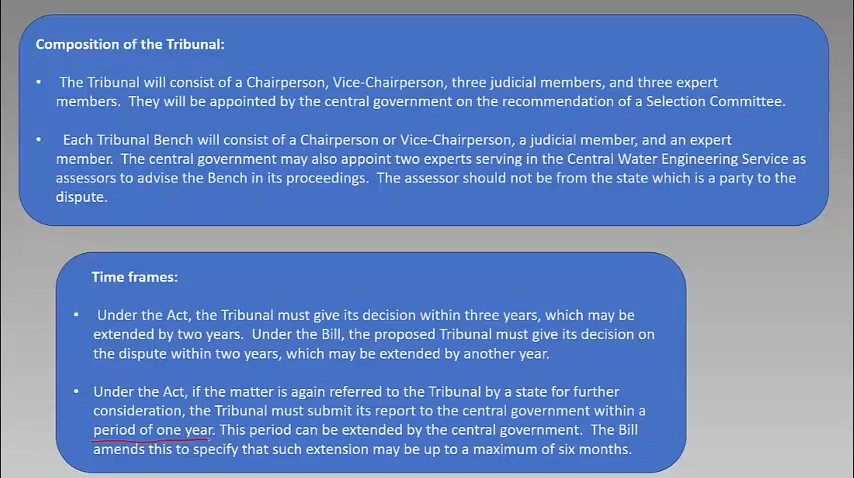 Composition of the Tribunal:
• The Tribunal will consist of a Chairperson, Vice-Chairperson, three judicial members, and three expert
members. They will be appointed by the central government on the recommendation of a Selection Committee.
• Each Tribunal Bench will consist of a Chairperson or Vice-Chairperson, a judicial member, and an expert
member. The central government may also appoint two experts serving in the Central Water Engineering Service as
assessors to advise the Bench in its proceedings. The assessor should not be from the state which is a party to the
dispute.
Time frames:
• Under the Act, the Tribunal must give its decision within three years, which may be
extended by two years. Under the Bill, the proposed Tribunal must give its decision on
the dispute within two years, which may be extended by another year.
• Under the Act, if the matter is again referred to the Tribunal by a state for further
consideration, the Tribunal must submit its report to the central government within a
period of one year. This period can be extended by the central government. The Bill
amends this to specify that such extension may be up to a maximum of six months.